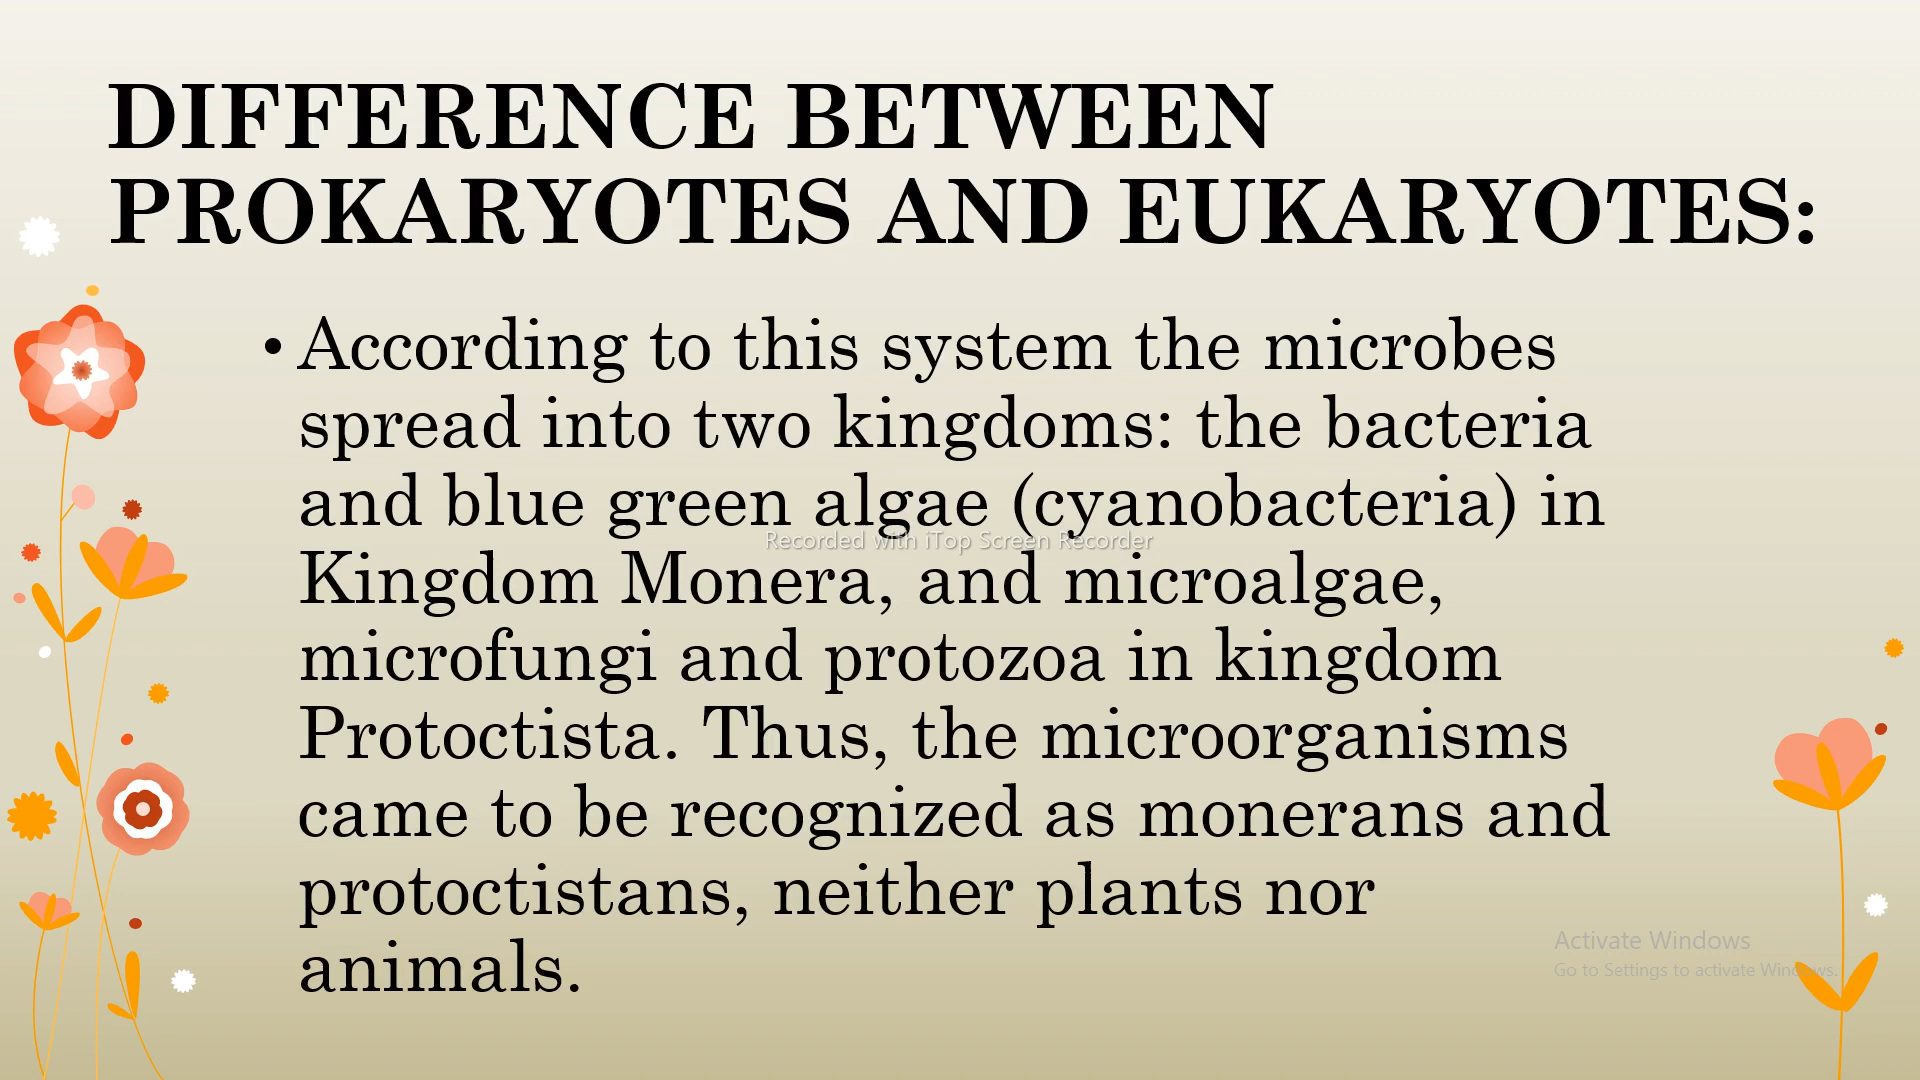 DIFFERENCE BETWEEN
PROKARYOTES AND EUKARYOTES:
• According to this system the microbes
spread into two kingdoms: the bacteria
and blue green algae (cyanobacteria) in
Recorded with iTop Screen Recorder
Kingdom Monera, and microalgae,
microfungi and protozoa in kingdom
Protoctista. Thus, the microorganisms
came to be recognized as monerans and
protoctistans, neither plants nor
animals.
Activate Windows
Go to Settings to activate Windows.